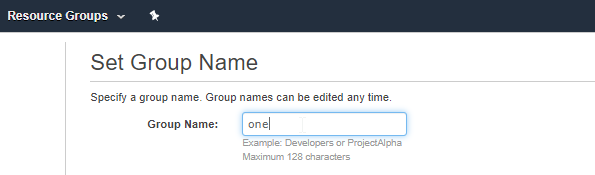 Resource Groups
Set Group Name
Specify a group name. Group names can be edited any time.
Group Name: one
Example: Developers or ProjectAlpha
Maximum 128 characters